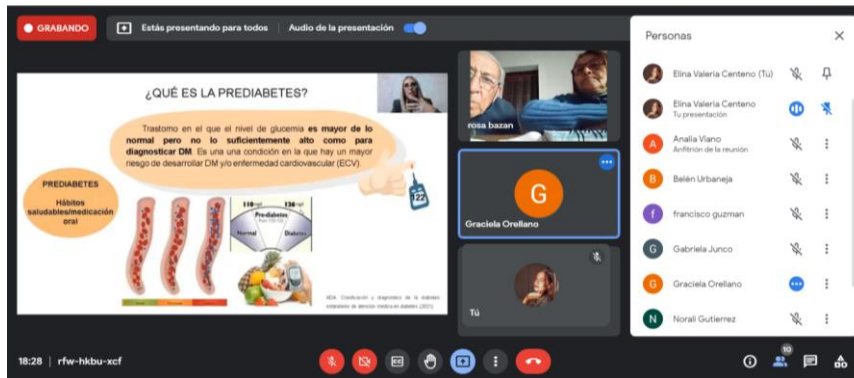 GRABANDO
Estás presentando para todos
Audio de la presentación
¿QUÉ ES LA PREDIABETES?
Trastorno en el que el nivel de glucemia es mayor de lo
normal pero no lo suficientemente alto como para
diagnosticar DM. Es una una condición en la que hay un mayor
riesgo de desarrollar DM y/o enfermedad cardiovascular (ECV).
PREDIABETES
Hábitos
saludables/medicación
oral
122
Prediabetes
Normal
Diabetes
rosa bazan
G
Graciela Orellano
Tú
Personas
Elina Valeria Centeno (Tú)
Elina Valeria Centeno
Tu presentación
A
Analía Viano
Anfitrión de la reunión
B
Belén Urbaneja
f
francisco guzman
G
Gabriela Junco
G
Graciela Orellano
N
Norali Gutierrez
18:28 | rfw-hkbu-xcf
10